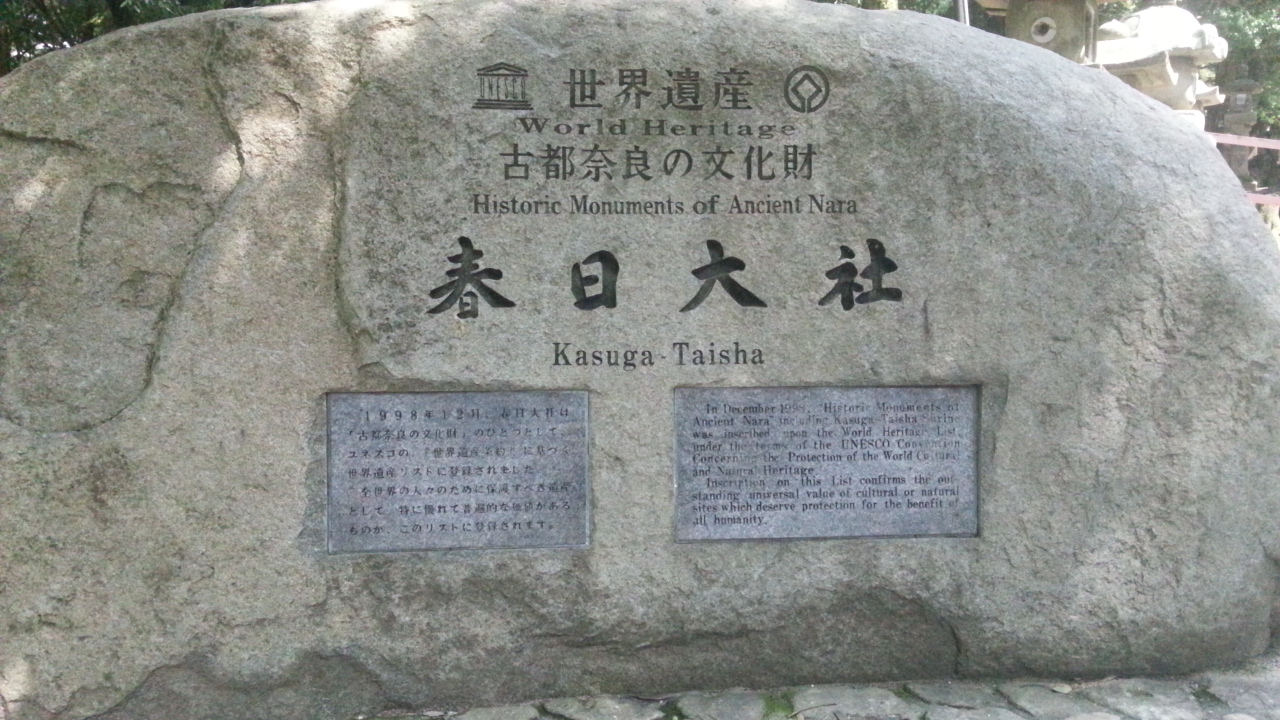 UNESCO
世界遺産
World Heritage
古都奈良の文化財
Historic Monuments of Ancient Nara
春日大社
Kasuga-Taisha
1998年12月、春日大社は
「古都奈良の文化財」のひとつとして、
ユネスコの「世界遺産条約」に基づき
世界遺産リストに登録されました。
全世界の人々のために保護すべき遺産
として、特に優れて普遍的な価値がある
ものが、このリストに登録されます。
In December 1998, "Historic Monuments of
Ancient Nara" including Kasuga-Taisha Shrine
was inscribed upon the World Heritage List
under the terms of the UNESCO Convention
Concerning the Protection of the World Cultural
and Natural Heritage.
Inscription on this List confirms the out-
standing universal value of cultural or natural
sites which deserve protection for the benefit of
all humanity.